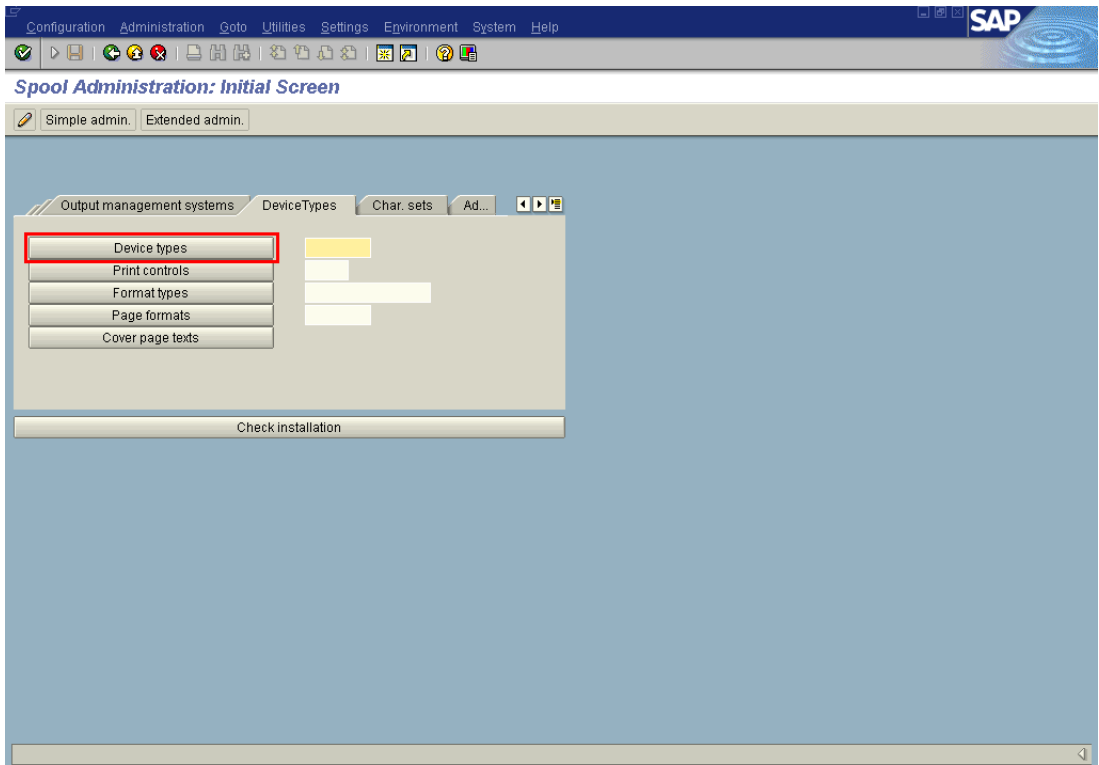 Configuration Administration Goto Utilities Settings Environment System Help
SAP
Spool Administration: Initial Screen
Simple admin. Extended admin.
Output management systems DeviceTypes Char. sets Ad...
Device types
Print controls
Format types
Page formats
Cover page texts
Check installation